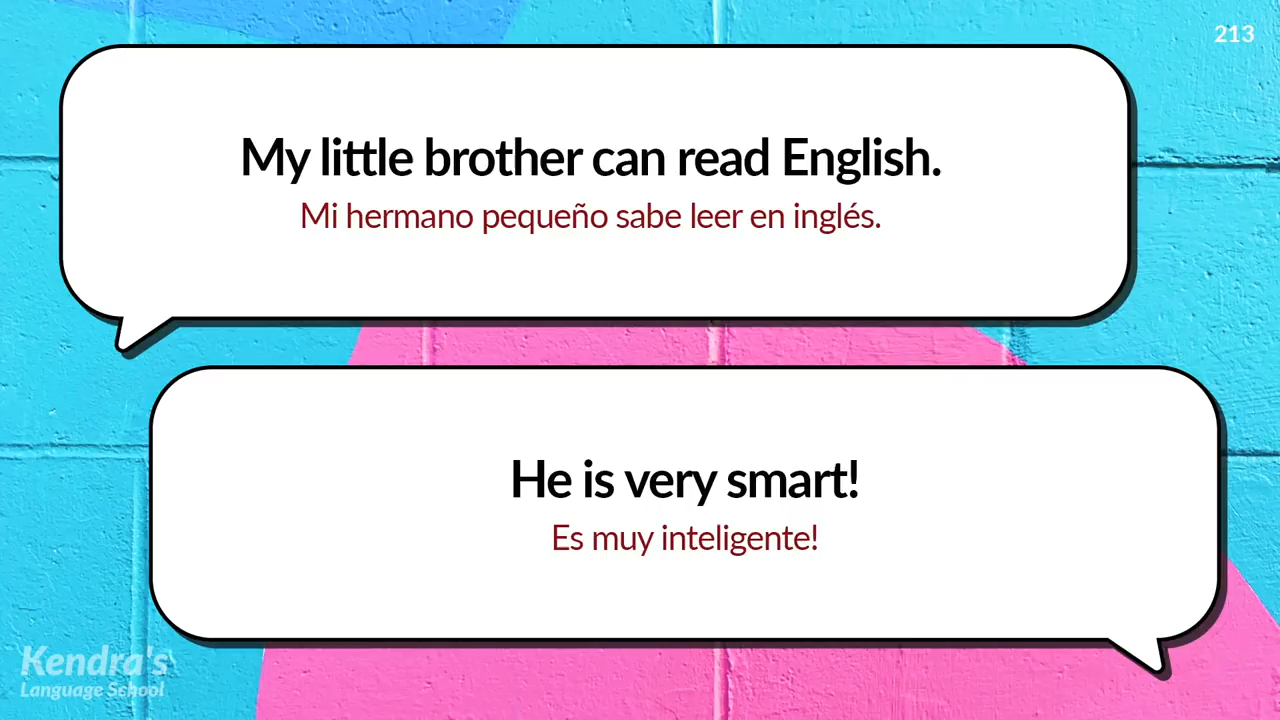 213
My little brother can read English.
Mi hermano pequeño sabe leer en inglés.
He is very smart!
Es muy inteligente!
Kendra's
Language School